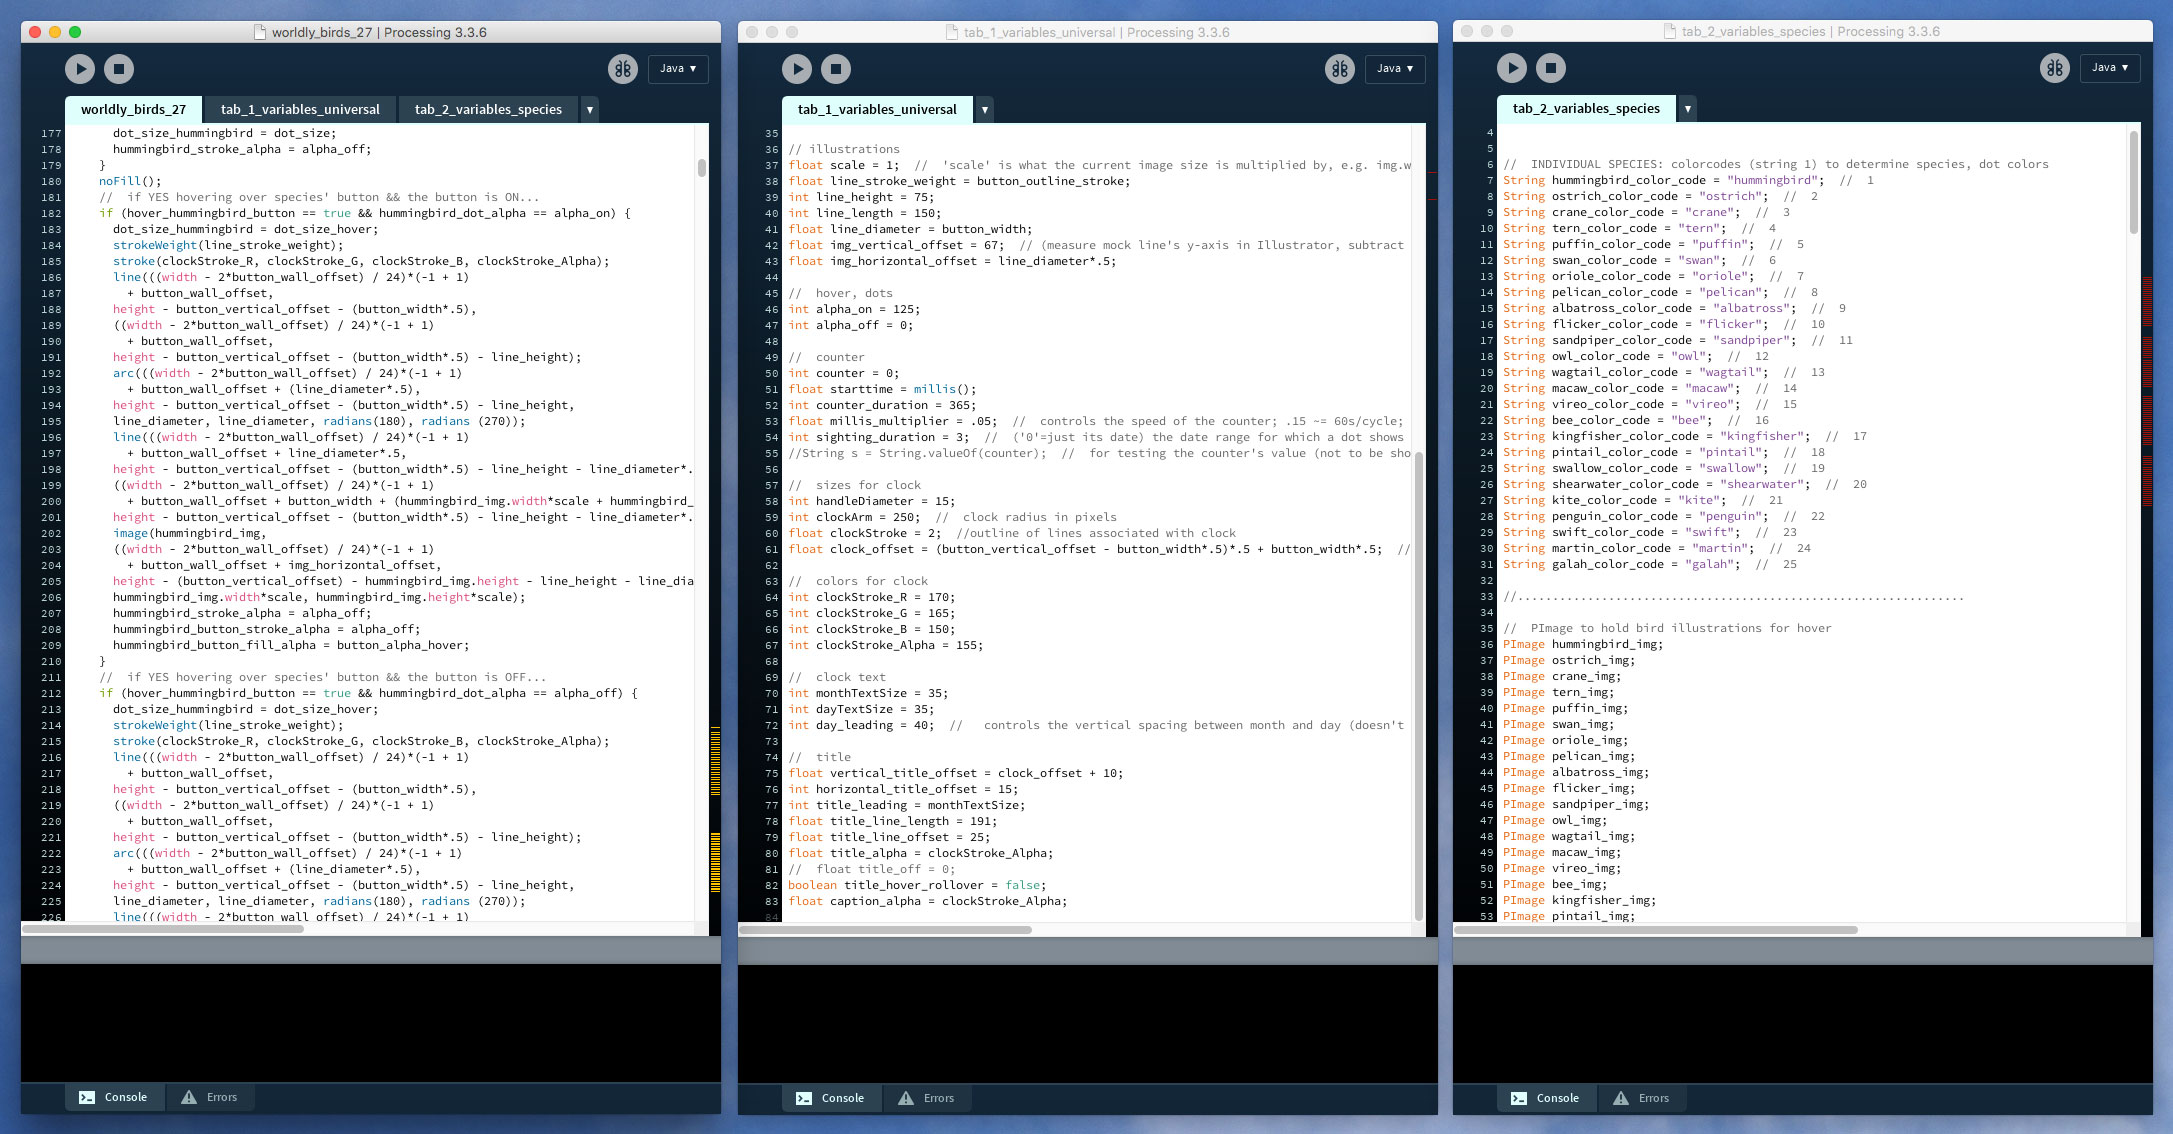 worldly_birds_27 | Processing 3.3.6
Java ▼
worldly_birds_27 tab_1_variables_universal tab_2_variables_species ▼
177 dot_size_hummingbird = dot_size;
178 hummingbird_stroke_alpha = alpha_off;
179 }
180 noFill();
181 //  if YES hovering over species' button && the button is ON...
182 if (hover_hummingbird_button == true && hummingbird_dot_alpha == alpha_on) {
183 dot_size_hummingbird = dot_size_hover;
184 strokeWeight(line_stroke_weight);
185 stroke(clockStroke_R, clockStroke_G, clockStroke_B, clockStroke_Alpha);
186 line(((width - 2*button_wall_offset) / 24)*(-1 + 1)
187 + button_wall_offset,
188 height - button_vertical_offset - (button_width*.5),
189 ((width - 2*button_wall_offset) / 24)*(-1 + 1)
190 + button_wall_offset,
191 height - button_vertical_offset - (button_width*.5) - line_height);
192 arc(((width - 2*button_wall_offset) / 24)*(-1 + 1)
193 + button_wall_offset + (line_diameter*.5),
194 height - button_vertical_offset - (button_width*.5) - line_height,
195 line_diameter, line_diameter, radians(180), radians (270));
196 line(((width - 2*button_wall_offset) / 24)*(-1 + 1)
197 + button_wall_offset + line_diameter*.5,
198 height - button_vertical_offset - (button_width*.5) - line_height - line_diameter*.
199 ((width - 2*button_wall_offset) / 24)*(-1 + 1)
200 + button_wall_offset + button_width + (hummingbird_img.width*scale + hummingbird_
201 height - button_vertical_offset - (button_width*.5) - line_height - line_diameter*.
202 image(hummingbird_img,
203 ((width - 2*button_wall_offset) / 24)*(-1 + 1)
204 + button_wall_offset + img_horizontal_offset,
205 height - (button_vertical_offset) - hummingbird_img.height - line_height - line_dia
206 hummingbird_img.width*scale, hummingbird_img.height*scale);
207 hummingbird_stroke_alpha = alpha_off;
208 hummingbird_button_stroke_alpha = alpha_off;
209 hummingbird_button_fill_alpha = button_alpha_hover;
210 }
211 //  if YES hovering over species' button && the button is OFF...
212 if (hover_hummingbird_button == true && hummingbird_dot_alpha == alpha_off) {
213 dot_size_hummingbird = dot_size_hover;
214 strokeWeight(line_stroke_weight);
215 stroke(clockStroke_R, clockStroke_G, clockStroke_B, clockStroke_Alpha);
216 line(((width - 2*button_wall_offset) / 24)*(-1 + 1)
217 + button_wall_offset,
218 height - button_vertical_offset - (button_width*.5),
219 ((width - 2*button_wall_offset) / 24)*(-1 + 1)
220 + button_wall_offset,
221 height - button_vertical_offset - (button_width*.5) - line_height);
222 arc(((width - 2*button_wall_offset) / 24)*(-1 + 1)
223 + button_wall_offset + (line_diameter*.5),
224 height - button_vertical_offset - (button_width*.5) - line_height,
225 line_diameter, line_diameter, radians(180), radians (270));
226 line(((width - 2*button_wall_offset) / 24)*(-1 + 1)
Console Errors
tab_1_variables_universal | Processing 3.3.6
Java ▼
tab_1_variables_universal ▼
35
36 // illustrations
37 float scale = 1;  //  'scale' is what the current image size is multiplied by, e.g. img.w
38 float line_stroke_weight = button_outline_stroke;
39 int line_height = 75;
40 int line_length = 150;
41 float line_diameter = button_width;
42 float img_vertical_offset = 67;  // (measure mock line's y-axis in Illustrator, subtract
43 float img_horizontal_offset = line_diameter*.5;
44
45 //  hover, dots
46 int alpha_on = 125;
47 int alpha_off = 0;
48
49 //  counter
50 int counter = 0;
51 float starttime = millis();
52 int counter_duration = 365;
53 float millis_multiplier = .05;  //  controls the speed of the counter; .15 ~= 60s/cycle;
54 int sighting_duration = 3;  //  ('0'=just its date) the date range for which a dot shows
55 //String s = String.valueOf(counter);  //  for testing the counter's value (not to be sho
56
57 //  sizes for clock
58 int handleDiameter = 15;
59 int clockArm = 250;  //  clock radius in pixels
60 float clockStroke = 2;  //outline of lines associated with clock
61 float clock_offset = (button_vertical_offset - button_width*.5)*.5 + button_width*.5;  //
62
63 //  colors for clock
64 int clockStroke_R = 170;
65 int clockStroke_G = 165;
66 int clockStroke_B = 150;
67 int clockStroke_Alpha = 155;
68
69 //  clock text
70 int monthTextSize = 35;
71 int dayTextSize = 35;
72 int day_leading = 40;  //   controls the vertical spacing between month and day (doesn't
73
74 //  title
75 float vertical_title_offset = clock_offset + 10;
76 int horizontal_title_offset = 15;
77 int title_leading = monthTextSize;
78 float title_line_length = 191;
79 float title_line_offset = 25;
80 float title_alpha = clockStroke_Alpha;
81 //  float title_off = 0;
82 boolean title_hover_rollover = false;
83 float caption_alpha = clockStroke_Alpha;
84
Console Errors
tab_2_variables_species | Processing 3.3.6
Java ▼
tab_2_variables_species ▼
4
5
6 //  INDIVIDUAL SPECIES: colorcodes (string 1) to determine species, dot colors
7 String hummingbird_color_code = "hummingbird";  //  1
8 String ostrich_color_code = "ostrich";  //  2
9 String crane_color_code = "crane";  //  3
10 String tern_color_code = "tern";  //  4
11 String puffin_color_code = "puffin";  //  5
12 String swan_color_code = "swan";  //  6
13 String oriole_color_code = "oriole";  //  7
14 String pelican_color_code = "pelican";  //  8
15 String albatross_color_code = "albatross";  //  9
16 String flicker_color_code = "flicker";  //  10
17 String sandpiper_color_code = "sandpiper";  //  11
18 String owl_color_code = "owl";  //  12
19 String wagtail_color_code = "wagtail";  //  13
20 String macaw_color_code = "macaw";  //  14
21 String vireo_color_code = "vireo";  //  15
22 String bee_color_code = "bee";  //  16
23 String kingfisher_color_code = "kingfisher";  //  17
24 String pintail_color_code = "pintail";  //  18
25 String swallow_color_code = "swallow";  //  19
26 String shearwater_color_code = "shearwater";  //  20
27 String kite_color_code = "kite";  //  21
28 String penguin_color_code = "penguin";  //  22
29 String swift_color_code = "swift";  //  23
30 String martin_color_code = "martin";  //  24
31 String galah_color_code = "galah";  //  25
32
33 //................................................................
34
35 //  PImage to hold bird illustrations for hover
36 PImage hummingbird_img;
37 PImage ostrich_img;
38 PImage crane_img;
39 PImage tern_img;
40 PImage puffin_img;
41 PImage swan_img;
42 PImage oriole_img;
43 PImage pelican_img;
44 PImage albatross_img;
45 PImage flicker_img;
46 PImage sandpiper_img;
47 PImage owl_img;
48 PImage wagtail_img;
49 PImage macaw_img;
50 PImage vireo_img;
51 PImage bee_img;
52 PImage kingfisher_img;
53 PImage pintail_img;
Console Errors